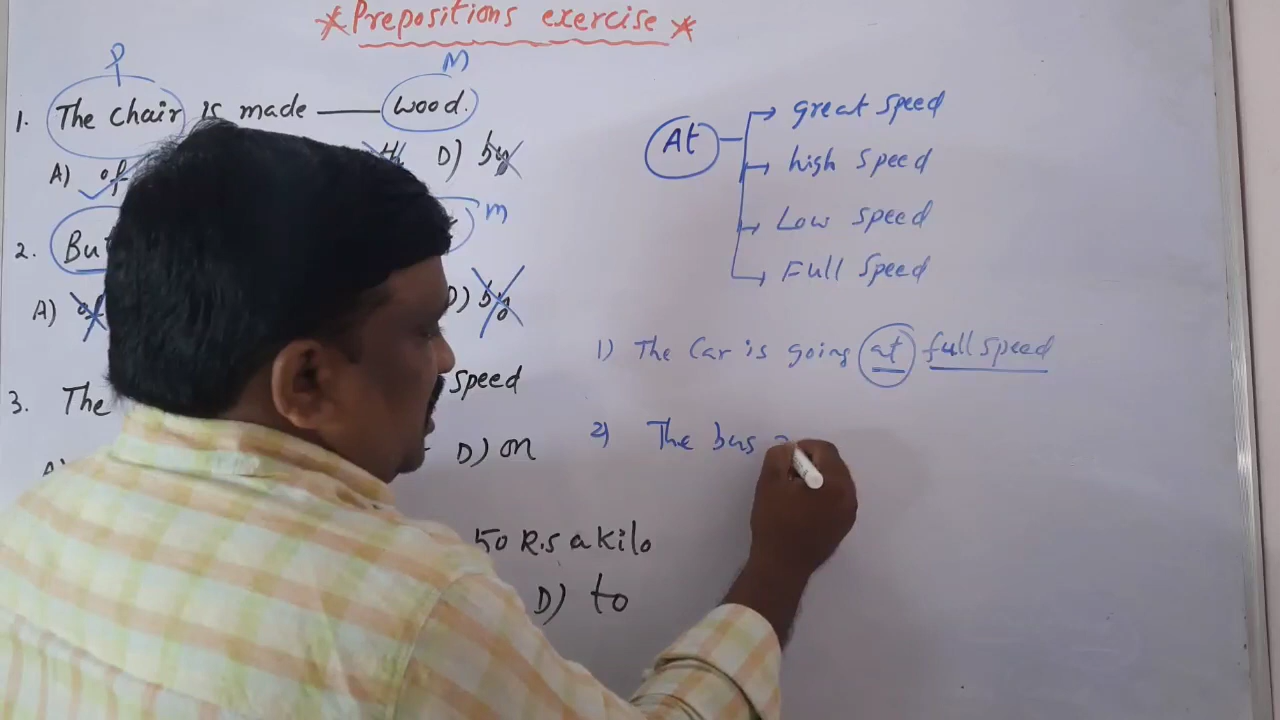 *Prepositions exercise*
P
M
1. The chair is made ___ wood.
A) of D) by
m
2. But
A) of D) by
3. The speed
D) on
50 R.s a kilo
D) to
At
great speed
high speed
Low speed
Full speed
1) The Car is going at full speed
2) The bus